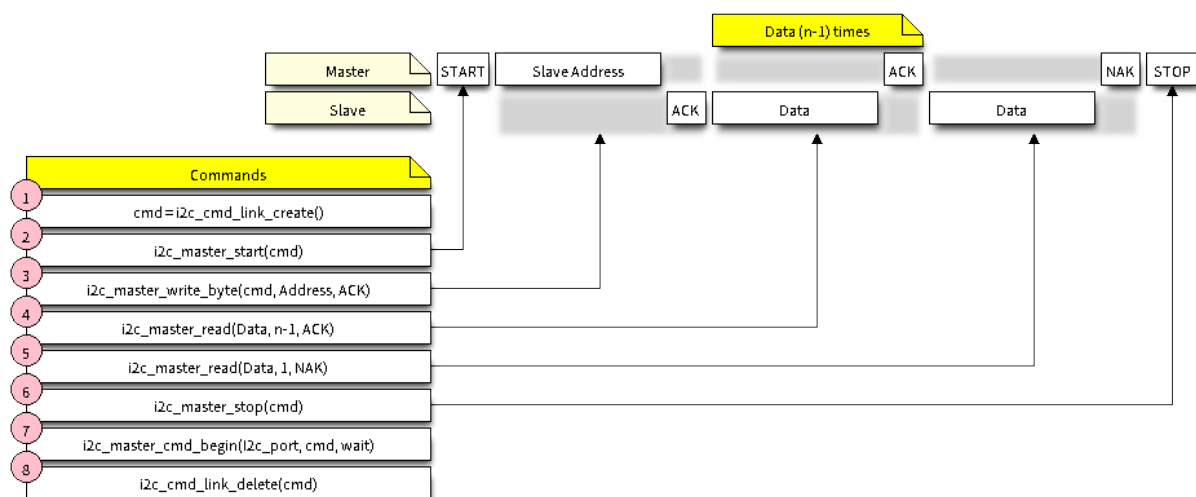 Data (n-1) times
Master START Slave Address ACK NAK STOP
Slave ACK Data Data
Commands
1
cmd = i2c_cmd_link_create()
2
i2c_master_start(cmd)
3
i2c_master_write_byte(cmd, Address, ACK)
4
i2c_master_read(Data, n-1, ACK)
5
i2c_master_read(Data, 1, NAK)
6
i2c_master_stop(cmd)
7
i2c_master_cmd_begin(I2c_port, cmd, wait)
8
i2c_cmd_link_delete(cmd)